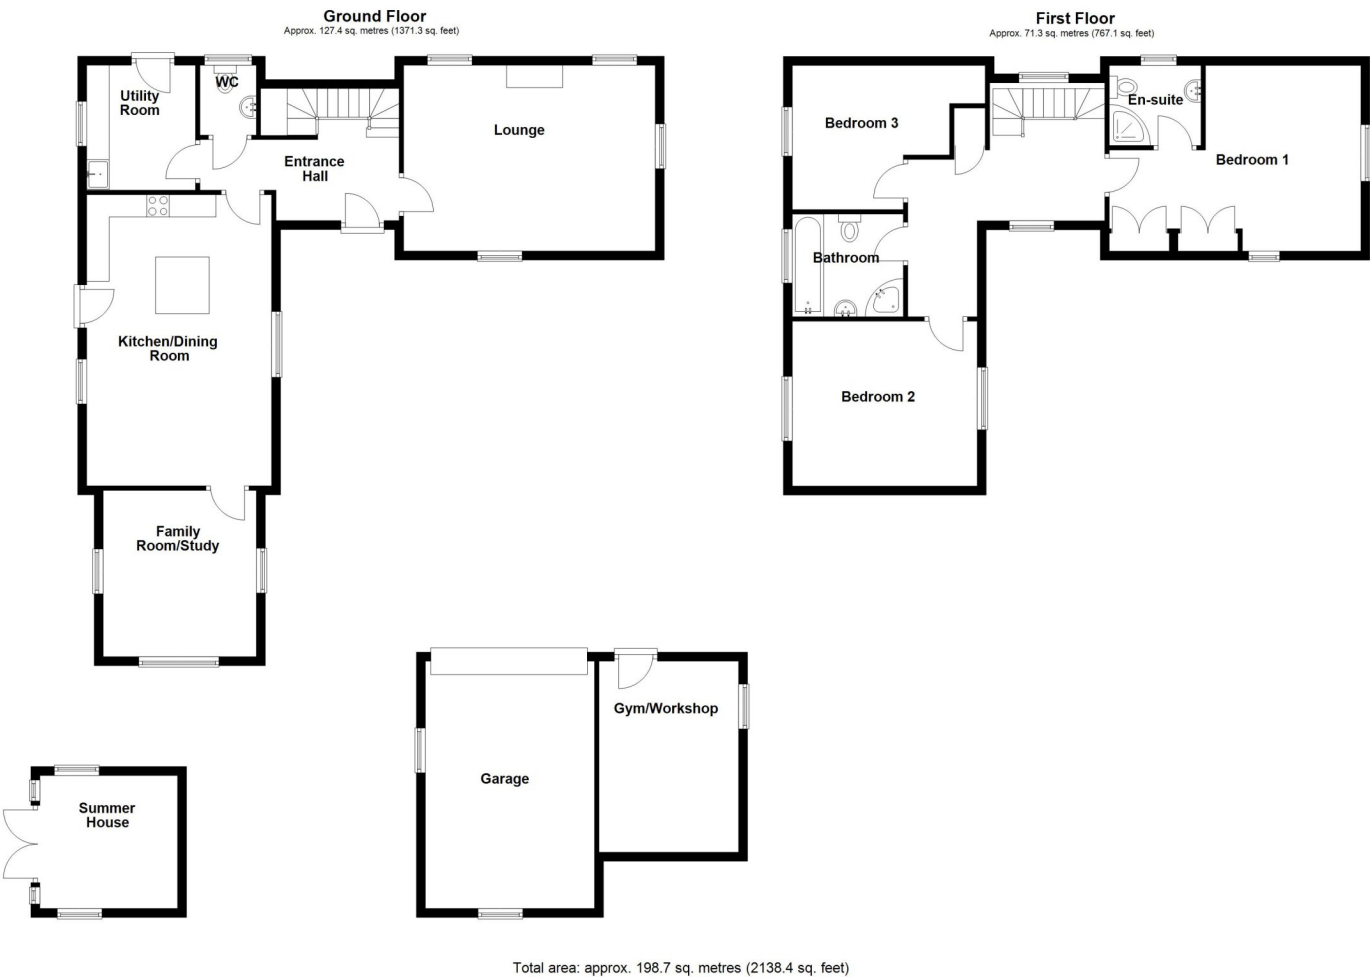 Ground Floor
Approx. 127.4 sq. metres (1371.3 sq. feet)
WC
Utility
Room
Lounge
Entrance
Hall
Kitchen/Dining
Room
Family
Room/Study
First Floor
Approx. 71.3 sq. metres (767.1 sq. feet)
En-suite
Bedroom 3
Bedroom 1
Bathroom
Bedroom 2
Gym/Workshop
Garage
Summer
House
Total area: approx. 198.7 sq. metres (2138.4 sq. feet)